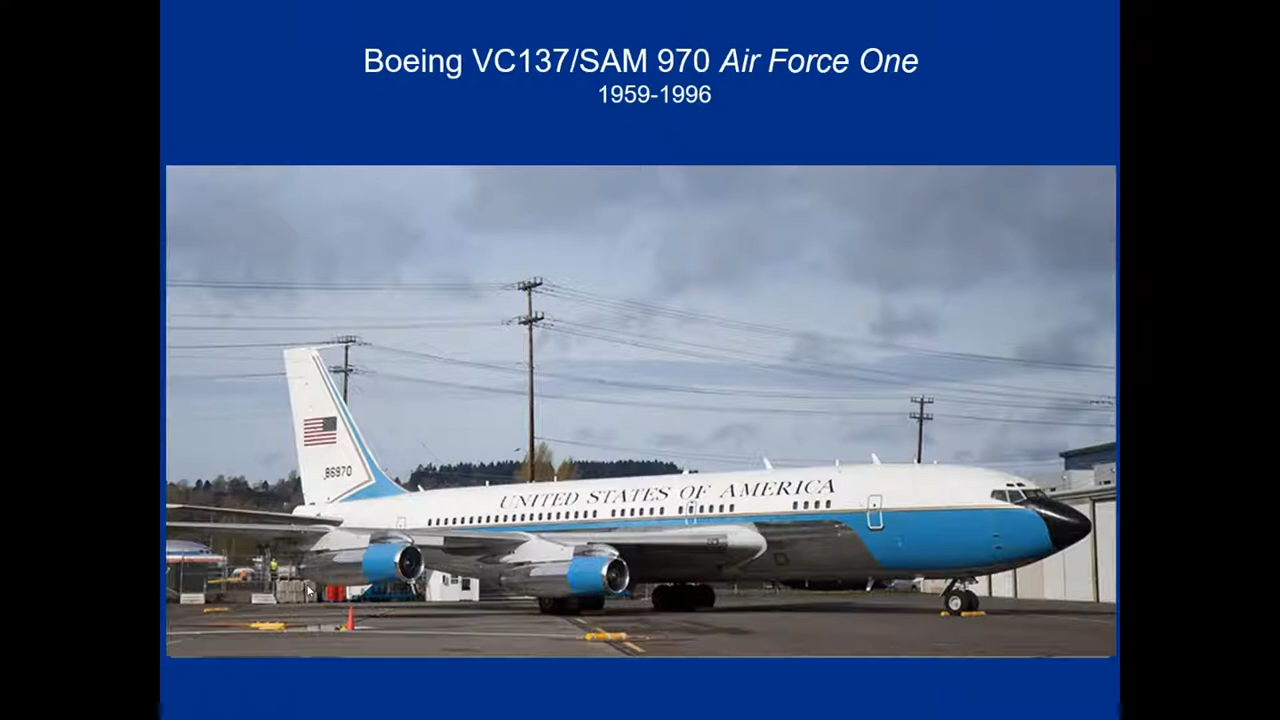 Boeing VC137/SAM 970 Air Force One
1959-1996
UNITED STATES OF AMERICA
86970